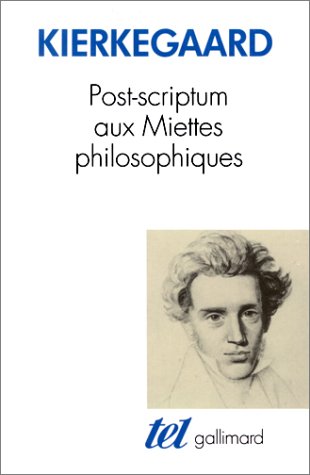 KIERKEGAARD
Post-scriptum
aux Miettes
philosophiques
tel gallimard